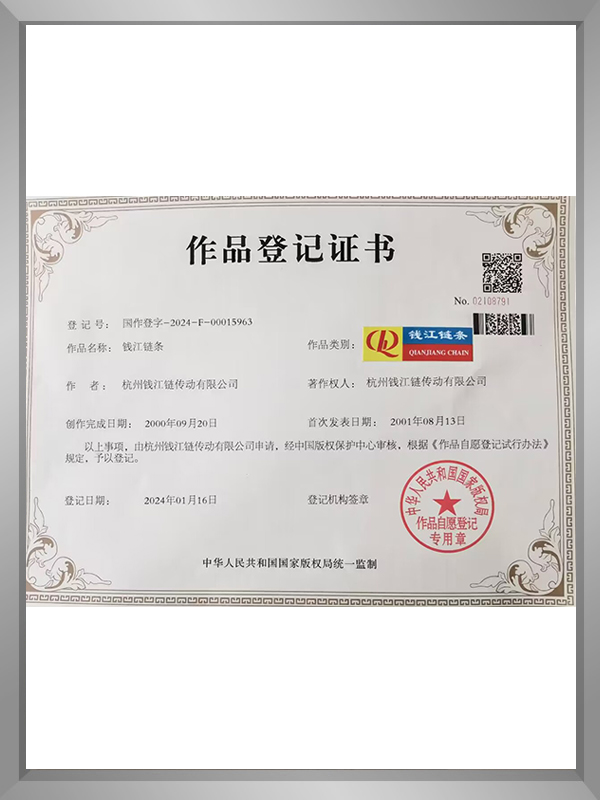 作品登记证书
No. 02108791
登 记 号： 国作登字-2024-F-00015963
作品名称： 钱江链条
作品类别：
钱江链条
QIANJIANG CHAIN
作 者： 杭州钱江链传动有限公司
著作权人： 杭州钱江链传动有限公司
创作完成日期： 2000年09月20日
首次发表日期： 2001年08月13日
以上事项，由杭州钱江链传动有限公司申请，经中国版权保护中心审核，根据《作品自愿登记试行办法》
规定，予以登记。
登记日期： 2024年01月16日
登记机构签章
中华人民共和国国家版权局
作品自愿登记
专用章
中华人民共和国国家版权局统一监制